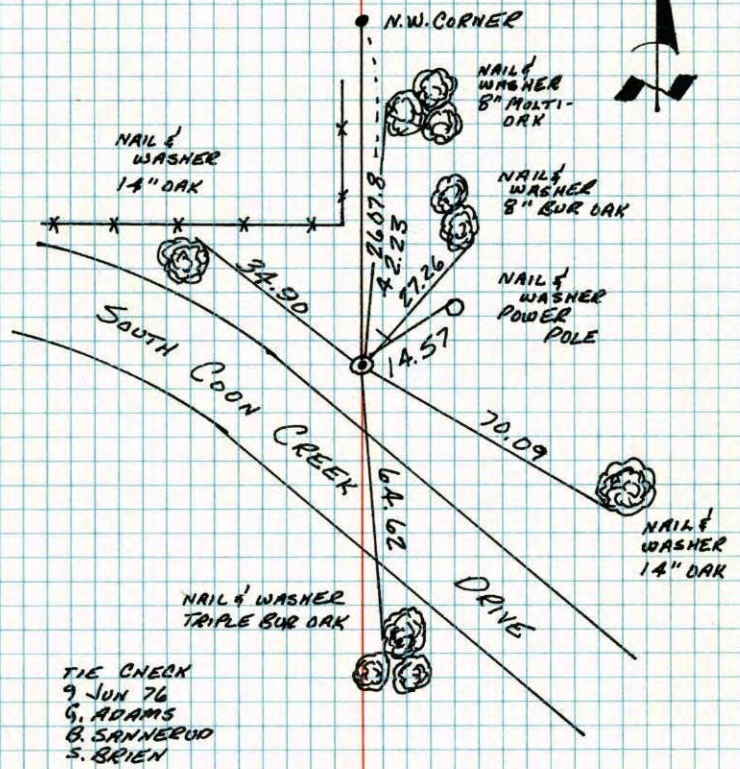 N.W. CORNER
NAIL &
WASHER
8" MULTI-
OAK
NAIL &
WASHER
14" OAK
NAIL &
WASHER
8" BUR OAK
2607.8
42.23
27.26
34.90
NAIL &
WASHER
POWER
POLE
14.57
SOUTH COON CREEK
DRIVE
70.09
64.62
NAIL &
WASHER
14" OAK
NAIL & WASHER
TRIPLE BUR OAK
TIE CHECK
9 JUN 76
G. ADAMS
B. SANNERUD
S. BRIEN